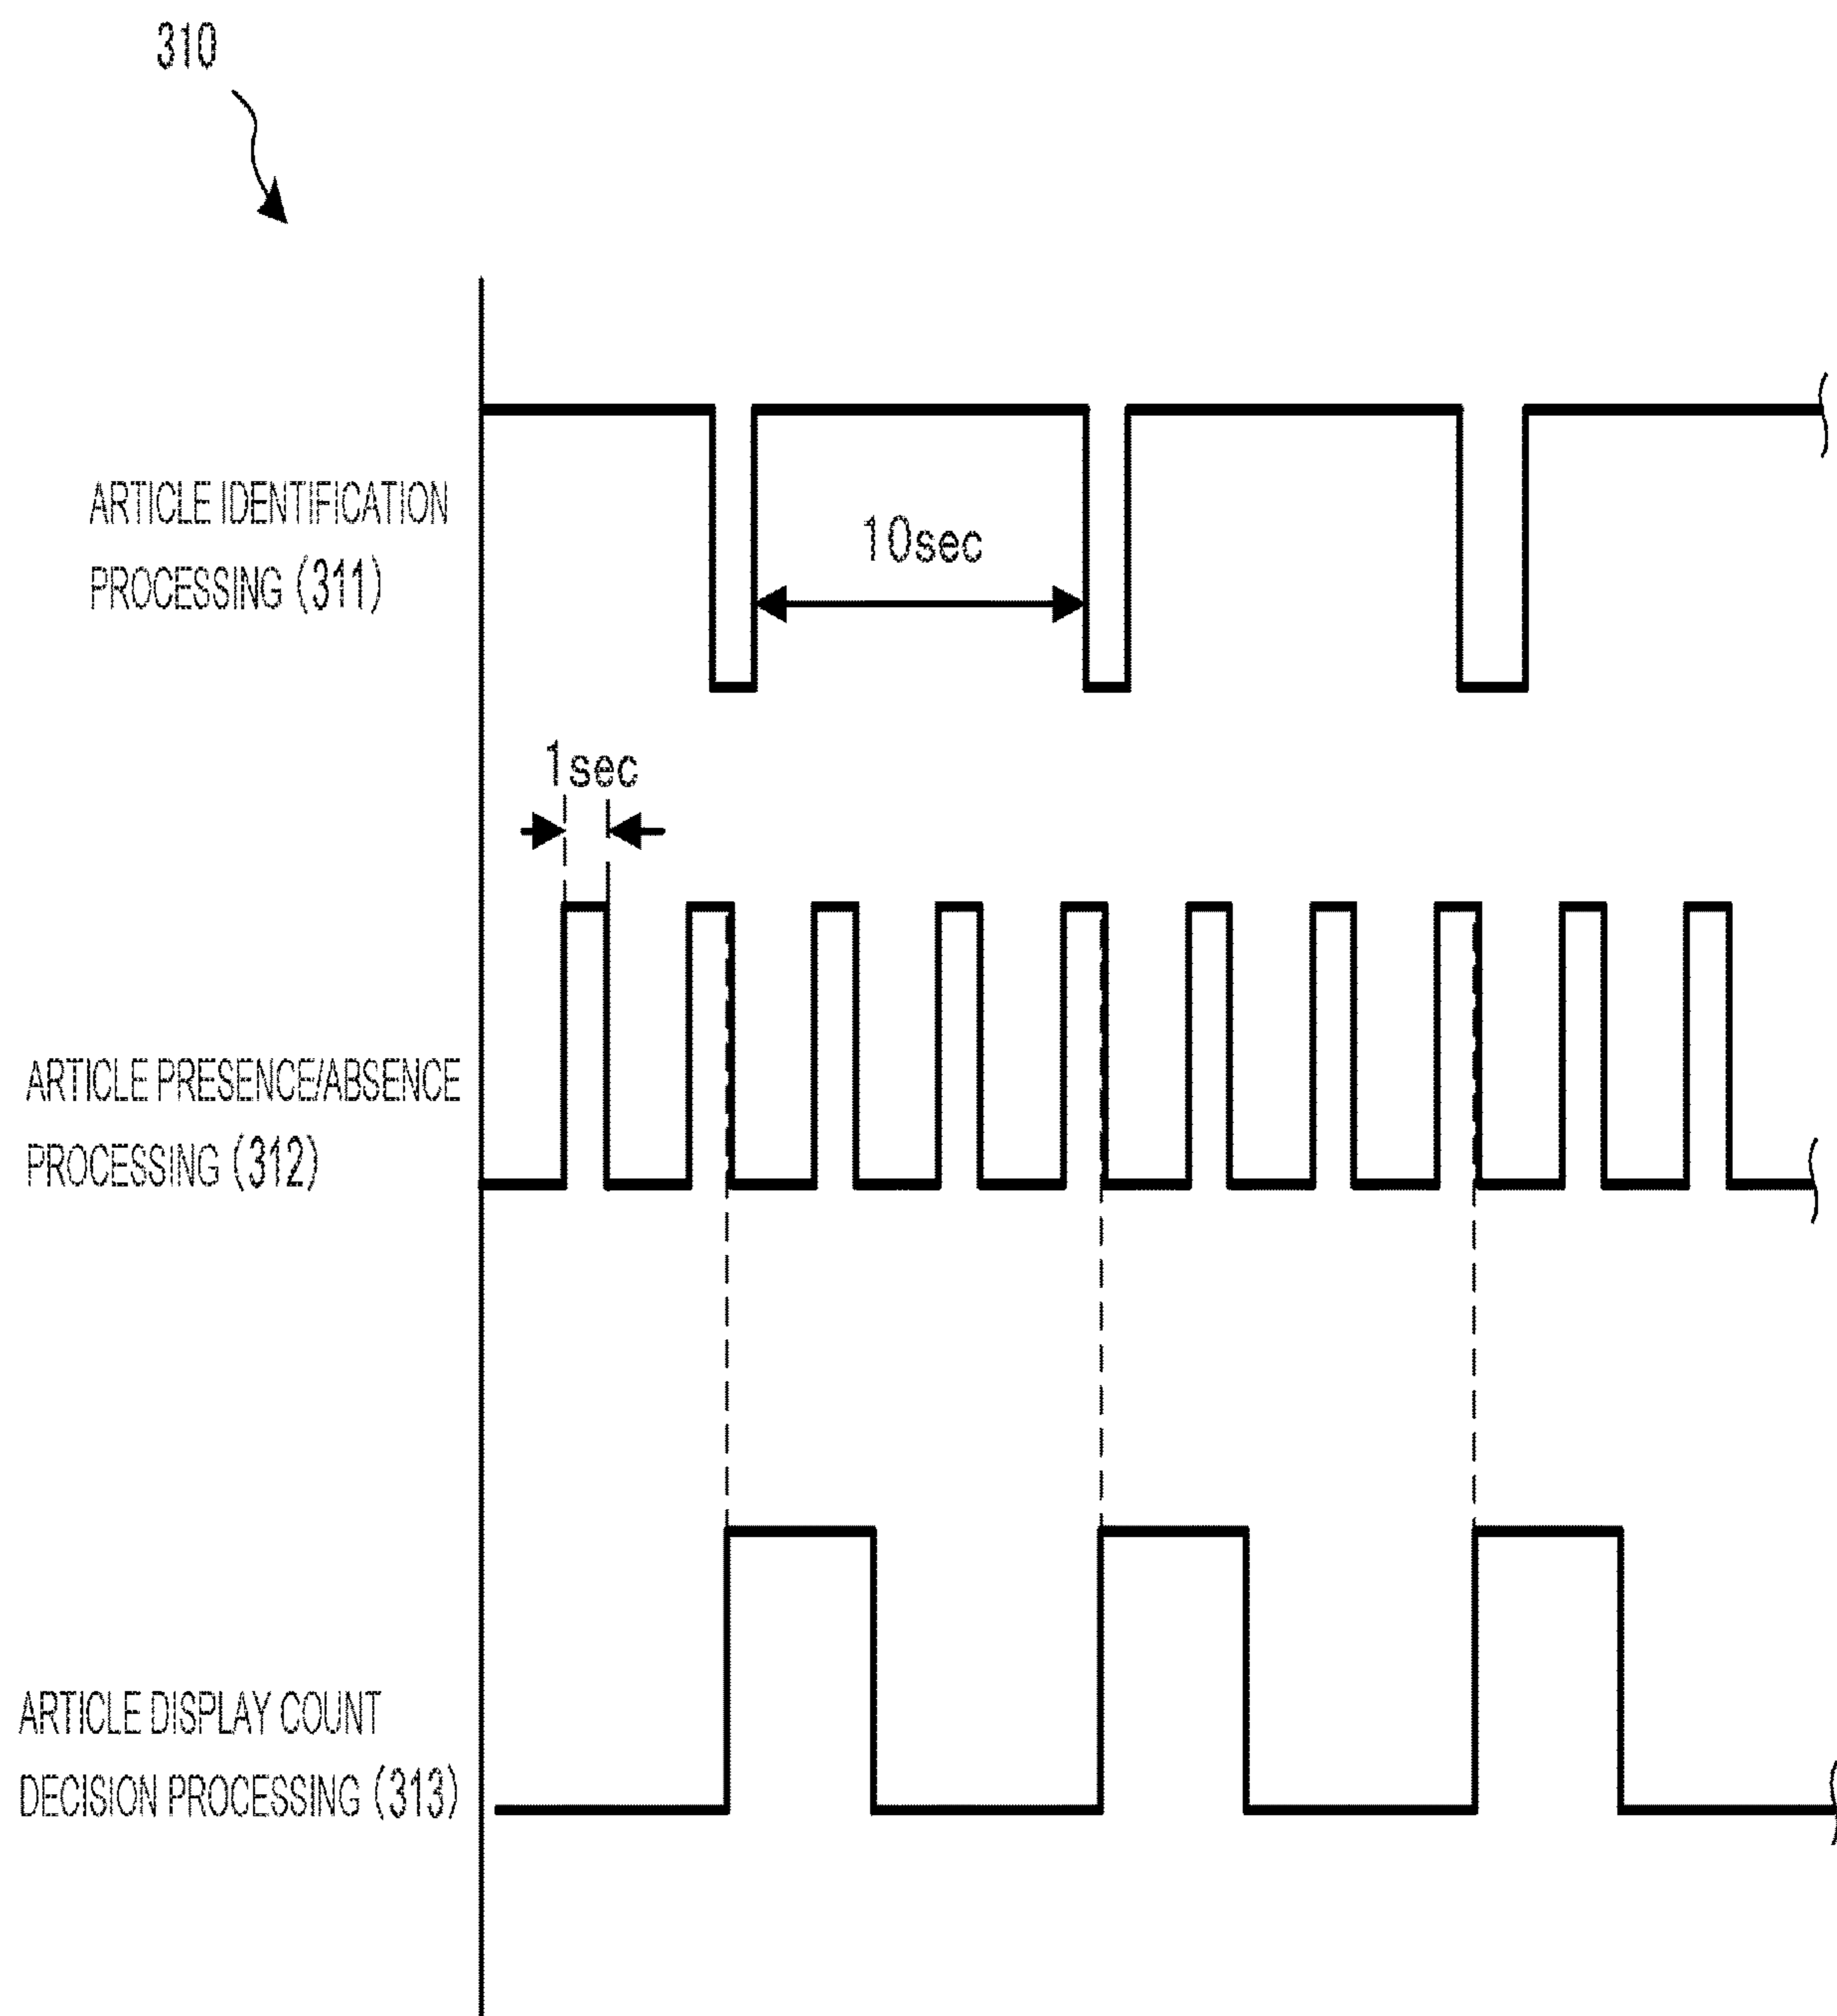 310
ARTICLE IDENTIFICATION
PROCESSING (311)
10sec
1sec
ARTICLE PRESENCE/ABSENCE
PROCESSING (312)
ARTICLE DISPLAY COUNT
DECISION PROCESSING (313)